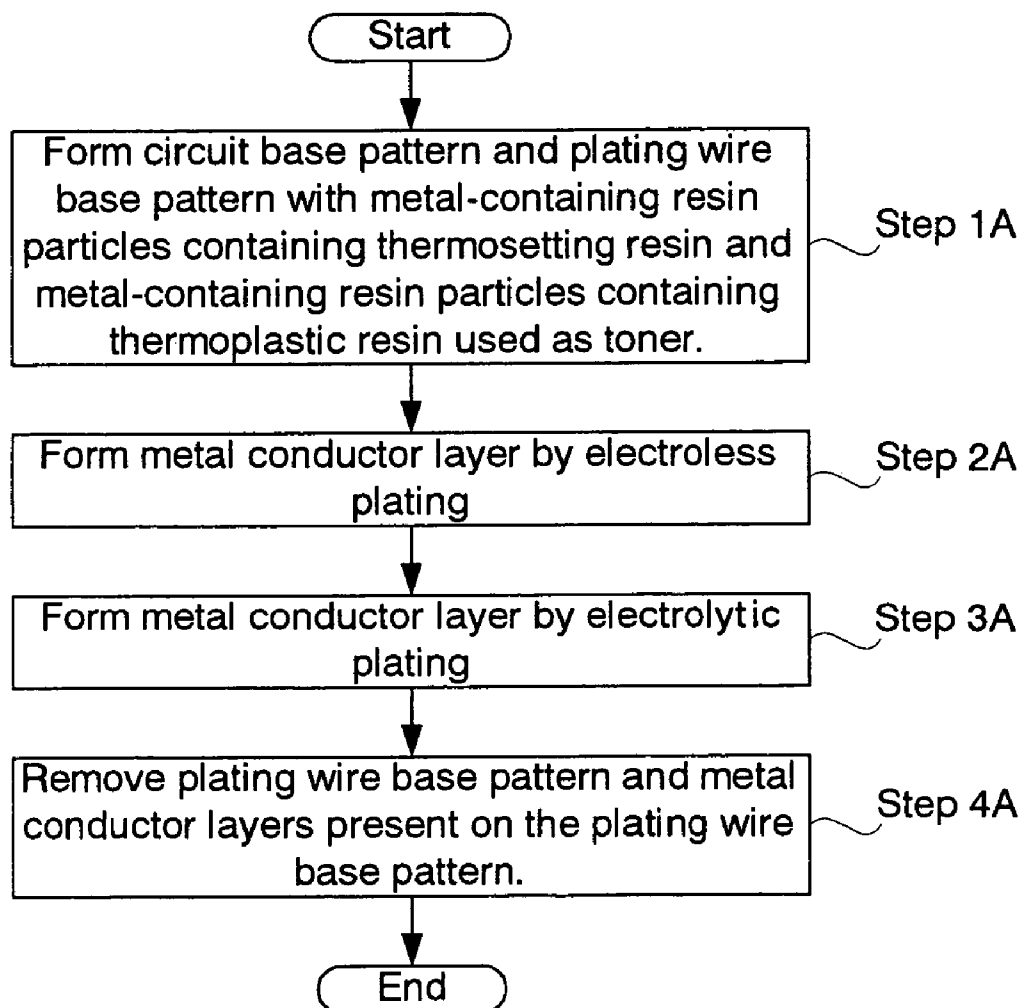 Start
Form circuit base pattern and plating wire
base pattern with metal-containing resin
particles containing thermosetting resin and
metal-containing resin particles containing
thermoplastic resin used as toner.
Step 1A
Form metal conductor layer by electroless
plating
Step 2A
Form metal conductor layer by electrolytic
plating
Step 3A
Remove plating wire base pattern and metal
conductor layers present on the plating wire
base pattern.
Step 4A
End